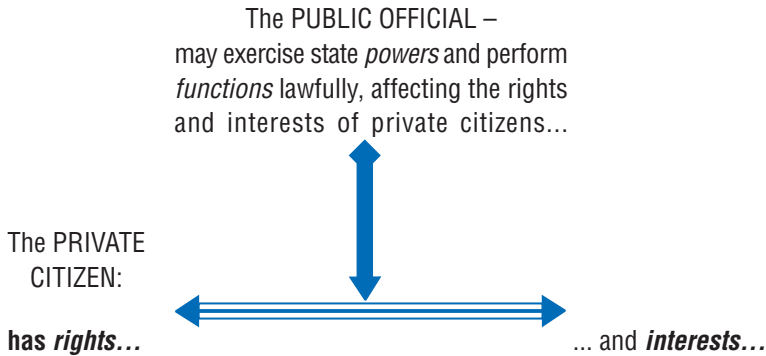 The PUBLIC OFFICIAL –
may exercise state powers and perform
functions lawfully, affecting the rights
and interests of private citizens...
The PRIVATE
CITIZEN:
has rights...
... and interests...